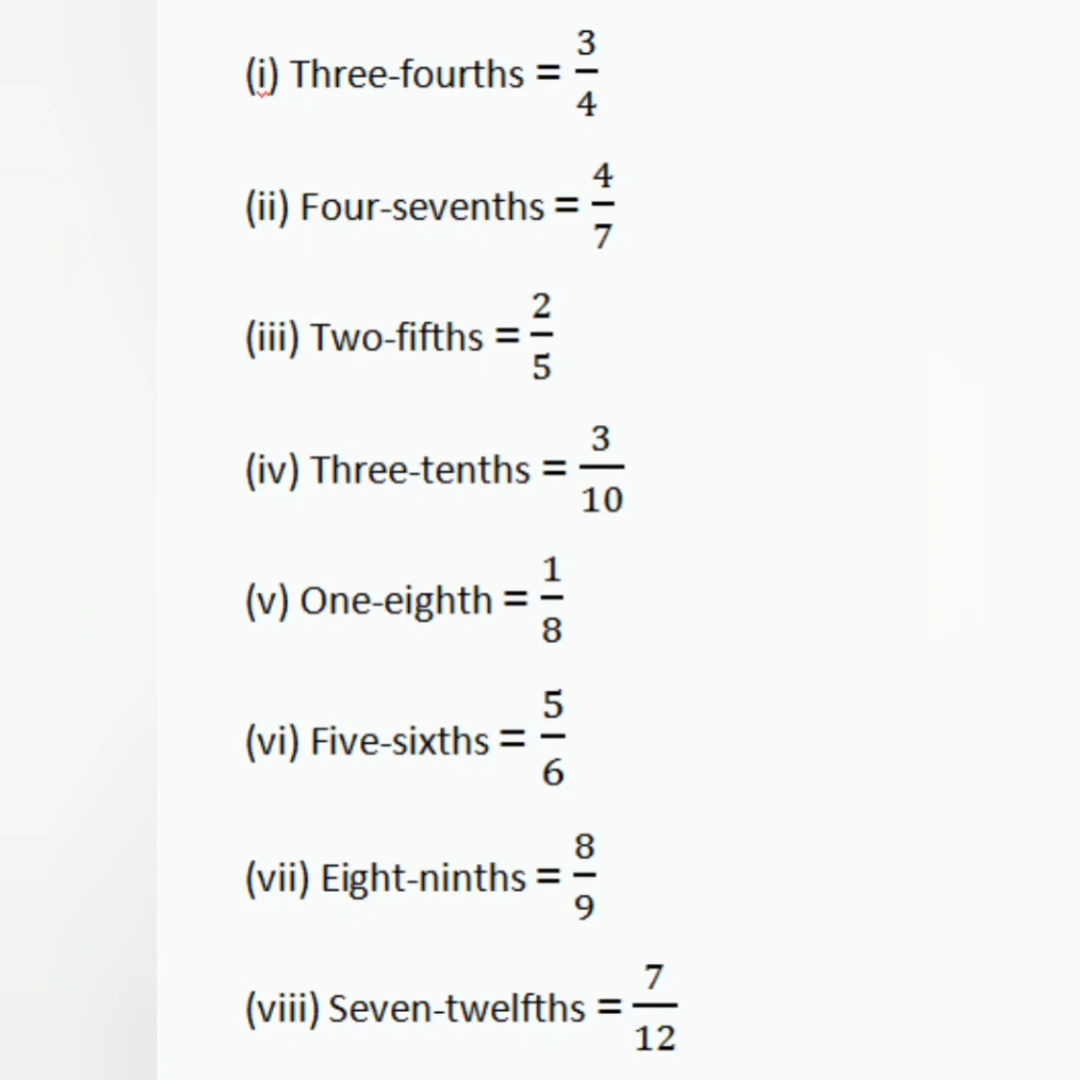 (i) Three-fourths = 3/4
(ii) Four-sevenths = 4/7
(iii) Two-fifths = 2/5
(iv) Three-tenths = 3/10
(v) One-eighth = 1/8
(vi) Five-sixths = 5/6
(vii) Eight-ninths = 8/9
(viii) Seven-twelfths = 7/12